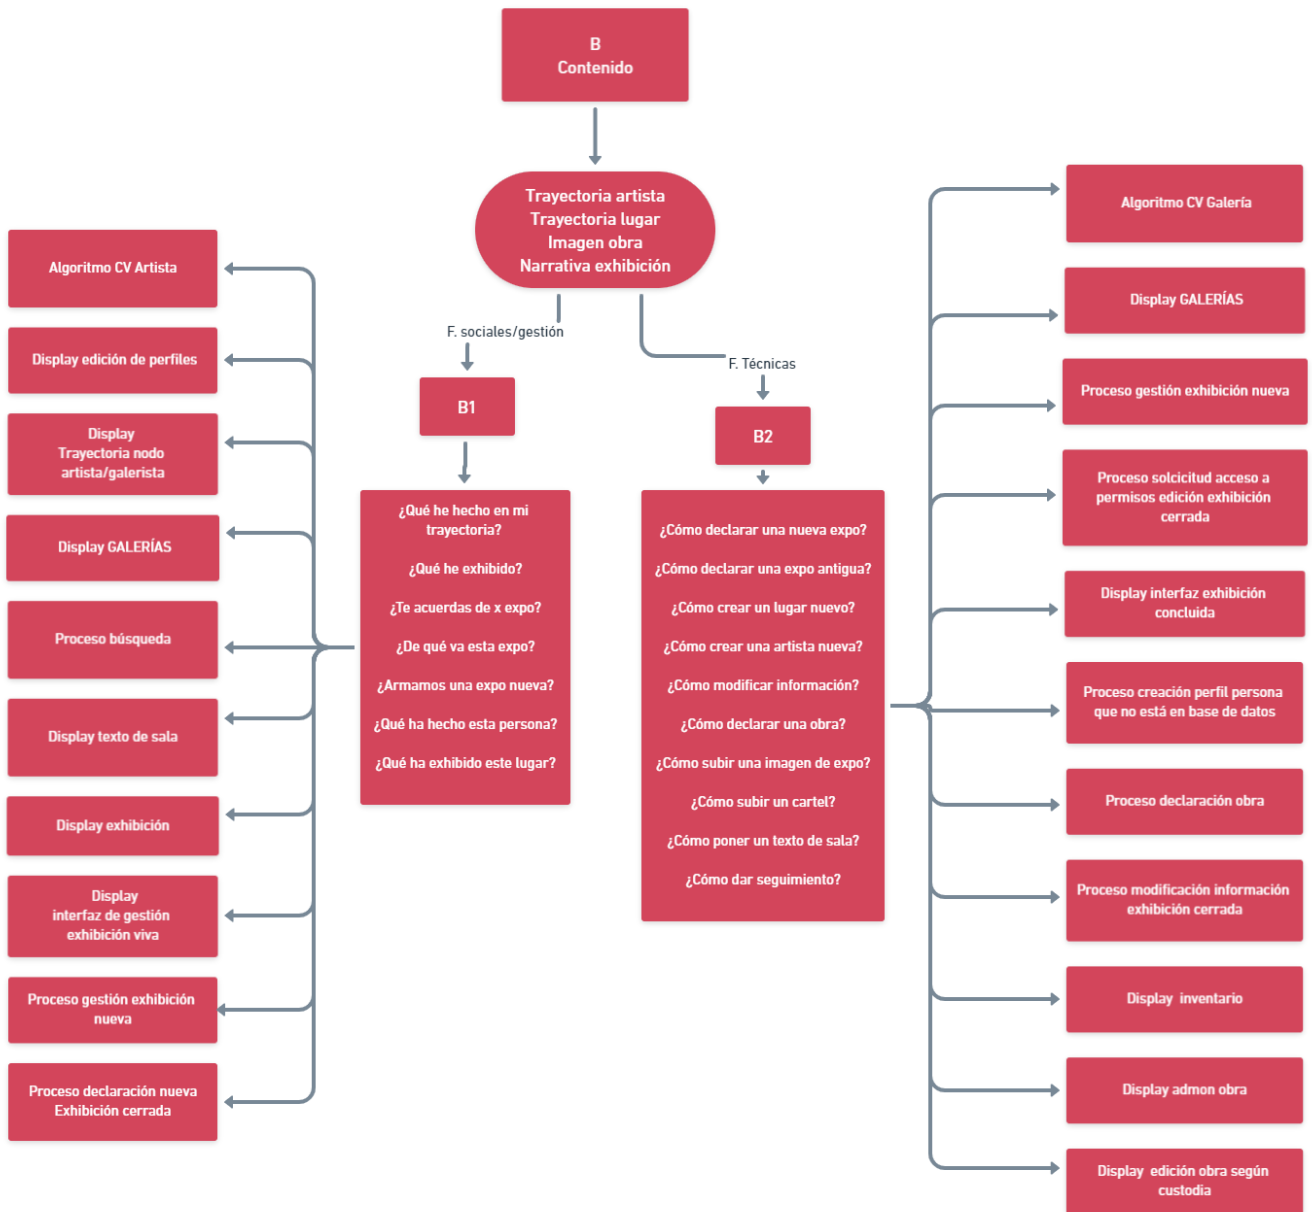 B
Contenido
Trayectoria artista
Trayectoria lugar
Imagen obra
Narrativa exhibición
F. sociales/gestión
F. Técnicas
B1
B2
¿Qué he hecho en mi
trayectoria?
¿Qué he exhibido?
¿Te acuerdas de x expo?
¿De qué va esta expo?
¿Armamos una expo nueva?
¿Qué ha hecho esta persona?
¿Qué ha exhibido este lugar?
¿Cómo declarar una nueva expo?
¿Cómo declarar una expo antigua?
¿Cómo crear un lugar nuevo?
¿Cómo crear una artista nueva?
¿Cómo modificar información?
¿Cómo declarar una obra?
¿Cómo subir una imagen de expo?
¿Cómo subir un cartel?
¿Cómo poner un texto de sala?
¿Cómo dar seguimiento?
Algoritmo CV Artista
Display edición de perfiles
Display
Trayectoria nodo
artista/galerista
Display GALERÍAS
Proceso búsqueda
Display texto de sala
Display exhibición
Display
interfaz de gestión
exhibición viva
Proceso gestión exhibición
nueva
Proceso declaración nueva
Exhibición cerrada
Algoritmo CV Galería
Display GALERÍAS
Proceso gestión exhibición nueva
Proceso solcicitud acceso a
permisos edición exhibición
cerrada
Display interfaz exhibición
concluida
Proceso creación perfil persona
que no está en base de datos
Proceso declaración obra
Proceso modificación información
exhibición cerrada
Display inventario
Display admon obra
Display edición obra según
custodia